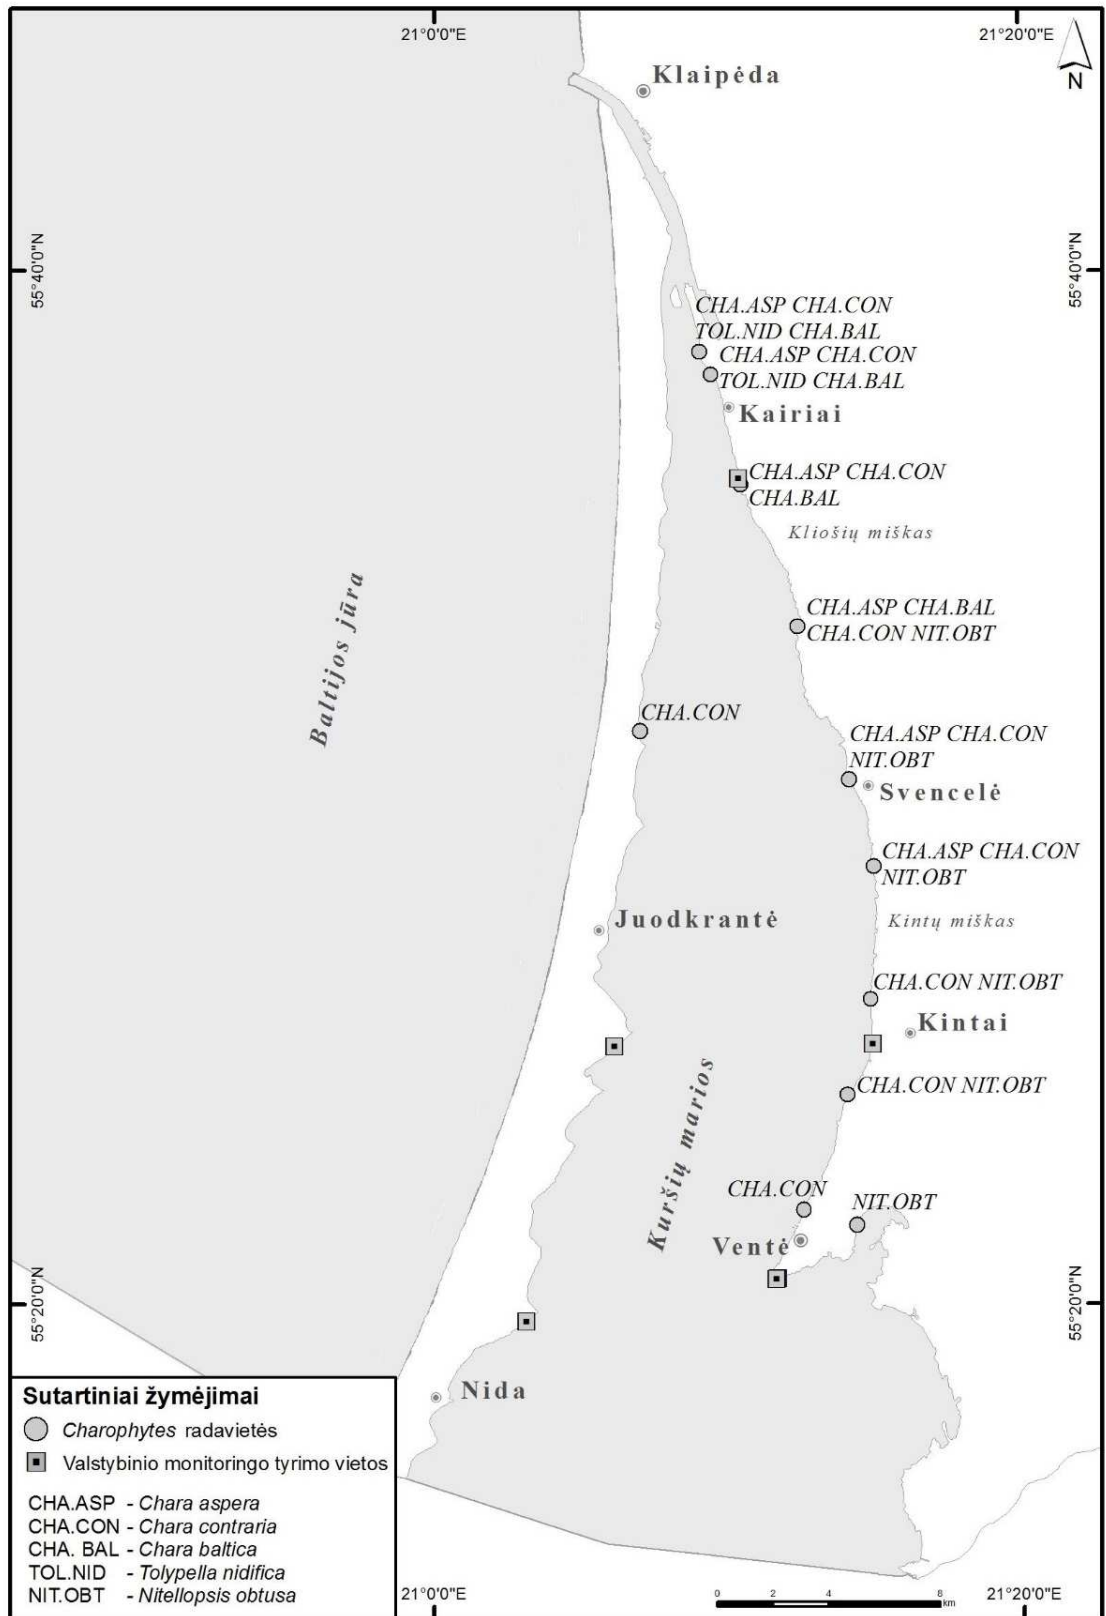 21°0'0"E
21°20'0"E
N
Klaipėda
55°40'0"N
55°40'0"N
CHA.ASP CHA.CON
TOL.NID CHA.BAL
CHA.ASP CHA.CON
TOL.NID CHA.BAL
Kairiai
CHA.ASP CHA.CON
CHA.BAL
Kliošių miškas
CHA.ASP CHA.BAL
CHA.CON NIT.OBT
Baltijos jūra
CHA.CON
CHA.ASP CHA.CON
NIT.OBT
Svencelė
CHA.ASP CHA.CON
NIT.OBT
Juodkrantė
Kintų miškas
CHA.CON NIT.OBT
Kintai
CHA.CON NIT.OBT
Kuršių marios
CHA.CON
NIT.OBT
Ventė
55°20'0"N
55°20'0"N
Nida
Sutartiniai žymėjimai
Charophytes radavietės
Valstybinio monitoringo tyrimo vietos
CHA.ASP - Chara aspera
CHA.CON - Chara contraria
CHA. BAL - Chara baltica
TOL.NID - Tolypella nidifica
NIT.OBT - Nitellopsis obtusa
21°0'0"E
0 2 4 8
km
21°20'0"E